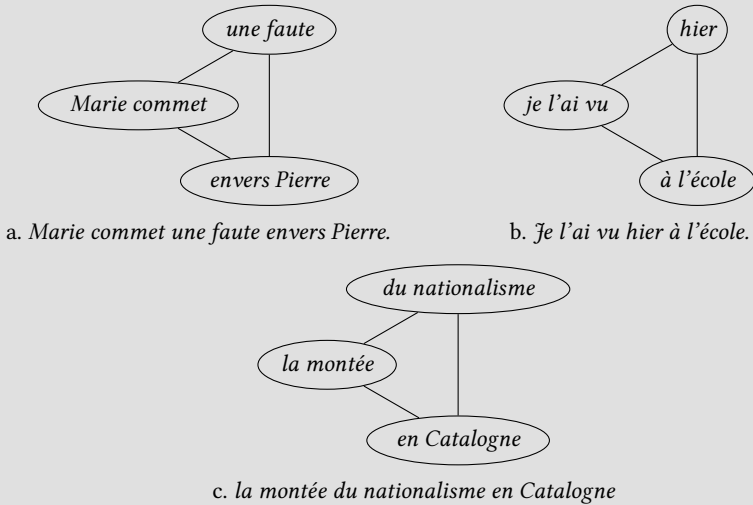 une faute
Marie commet
envers Pierre
a. Marie commet une faute envers Pierre.
hier
je l'ai vu
à l'école
b. Je l'ai vu hier à l'école.
du nationalisme
la montée
en Catalogne
c. la montée du nationalisme en Catalogne